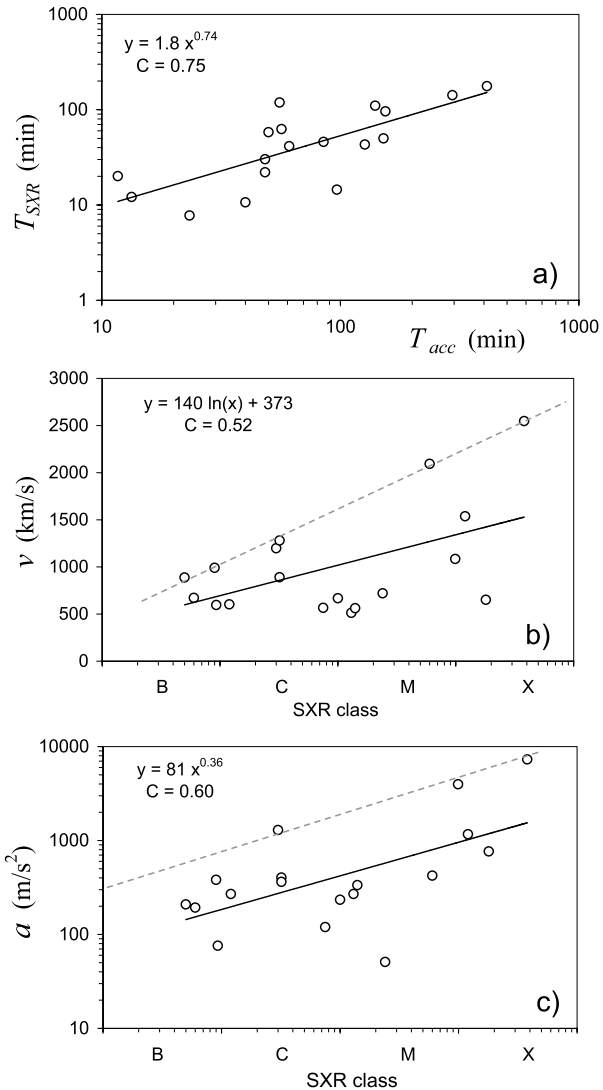 1000
y = 1.8 x^0.74
C = 0.75
100
T_SXR (min)
10
1
10 100 1000
T_acc (min)
a)
3000
y = 140 ln(x) + 373
C = 0.52
2500
2000
v (km/s)
1500
1000
500
0
b)
B C M X
SXR class
10000
y = 81 x^0.36
C = 0.60
1000
a (m/s²)
100
10
c)
B C M X
SXR class